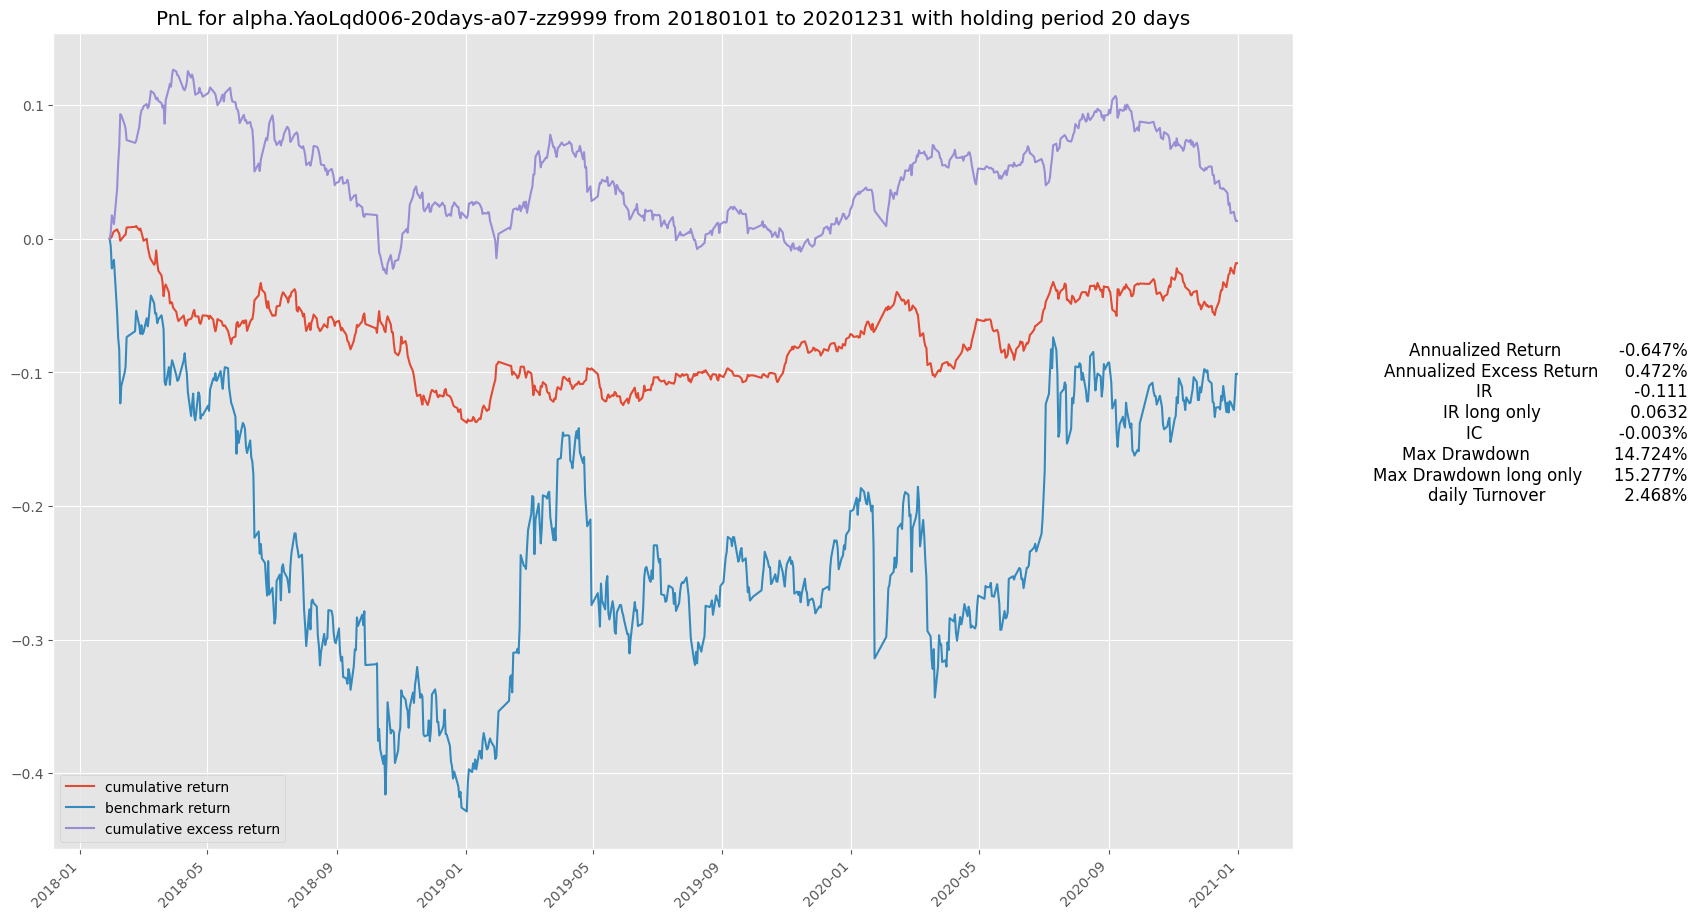 PnL for alpha.YaoLqd006-20days-a07-zz9999 from 20180101 to 20201231 with holding period 20 days
0.1
0.0
−0.1
−0.2
−0.3
−0.4
cumulative return
benchmark return
cumulative excess return
2018-01
2018-05
2018-09
2019-01
2019-05
2019-09
2020-01
2020-05
2020-09
2021-01
Annualized Return -0.647%
Annualized Excess Return 0.472%
IR -0.111
IR long only 0.0632
IC -0.003%
Max Drawdown 14.724%
Max Drawdown long only 15.277%
daily Turnover 2.468%